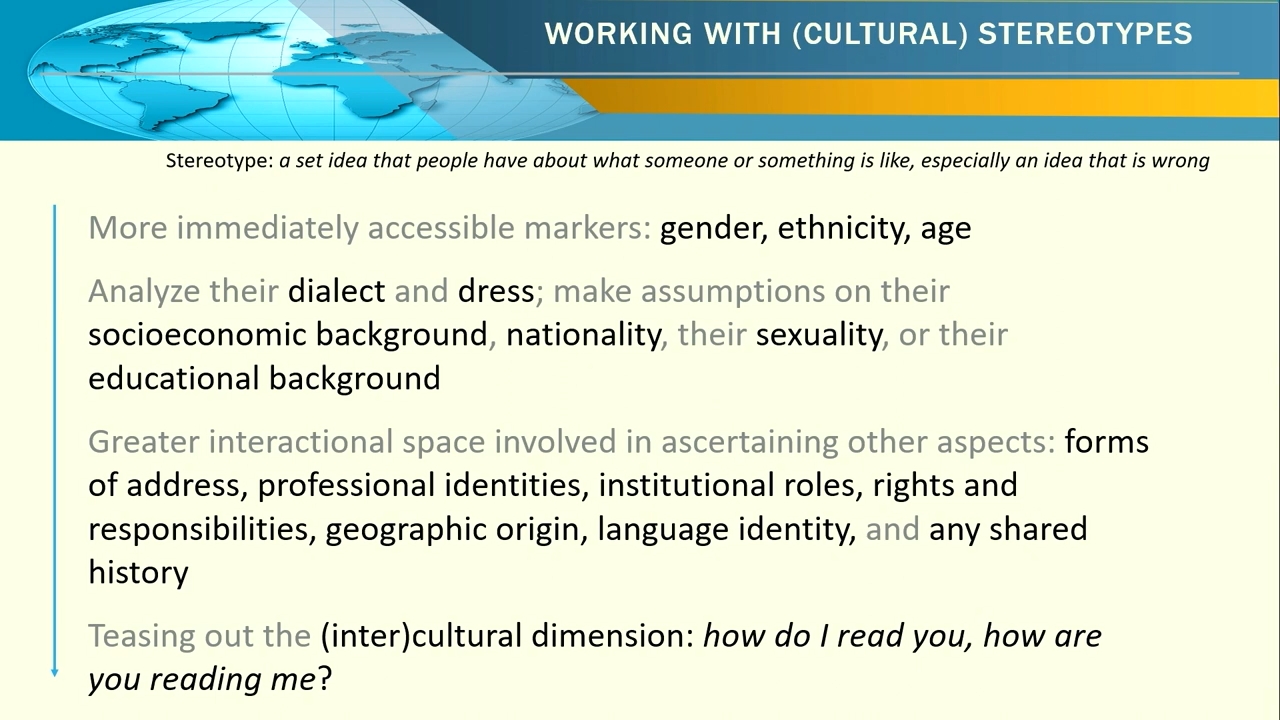 WORKING WITH (CULTURAL) STEREOTYPES
Stereotype: a set idea that people have about what someone or something is like, especially an idea that is wrong
More immediately accessible markers: gender, ethnicity, age
Analyze their dialect and dress; make assumptions on their
socioeconomic background, nationality, their sexuality, or their
educational background
Greater interactional space involved in ascertaining other aspects: forms
of address, professional identities, institutional roles, rights and
responsibilities, geographic origin, language identity, and any shared
history
Teasing out the (inter)cultural dimension: how do I read you, how are
you reading me?